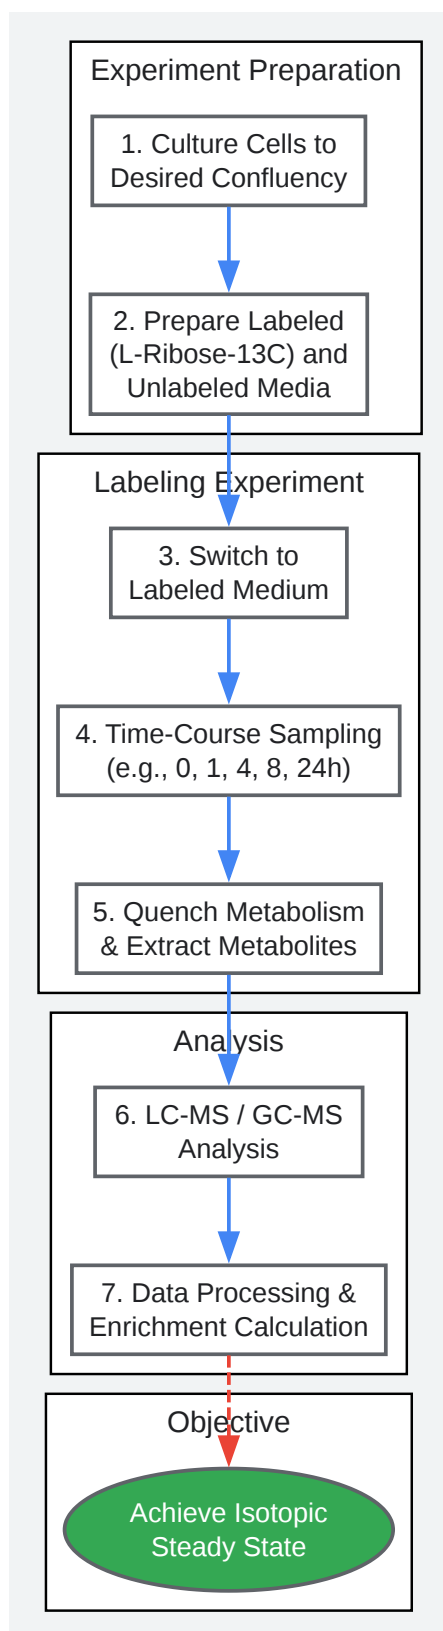 Experiment Preparation
1. Culture Cells to
Desired Confluency
2. Prepare Labeled
(L-Ribose-13C) and
Unlabeled Media
Labeling Experiment
3. Switch to
Labeled Medium
4. Time-Course Sampling
(e.g., 0, 1, 4, 8, 24h)
5. Quench Metabolism
& Extract Metabolites
Analysis
6. LC-MS / GC-MS
Analysis
7. Data Processing &
Enrichment Calculation
Objective
Achieve Isotopic
Steady State